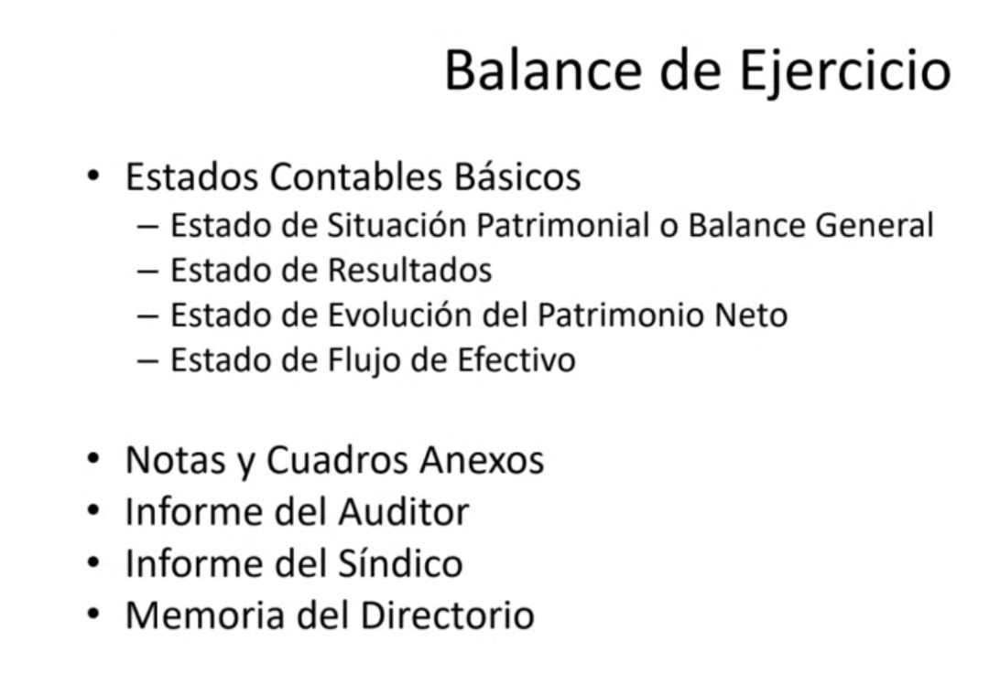 Balance de Ejercicio
• Estados Contables Básicos
– Estado de Situación Patrimonial o Balance General
– Estado de Resultados
– Estado de Evolución del Patrimonio Neto
– Estado de Flujo de Efectivo
• Notas y Cuadros Anexos
• Informe del Auditor
• Informe del Síndico
• Memoria del Directorio